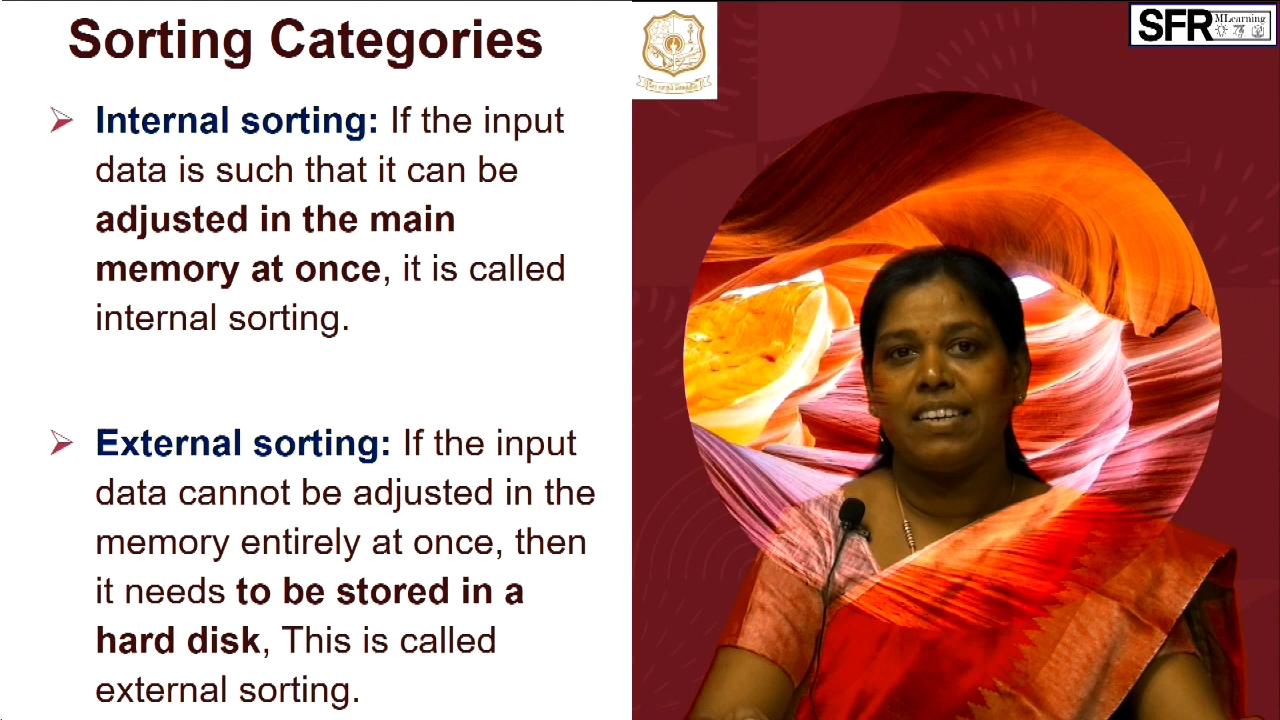 Sorting Categories
Internal sorting: If the input
data is such that it can be
adjusted in the main
memory at once, it is called
internal sorting.
External sorting: If the input
data cannot be adjusted in the
memory entirely at once, then
it needs to be stored in a
hard disk, This is called
external sorting.
SFR MLearning